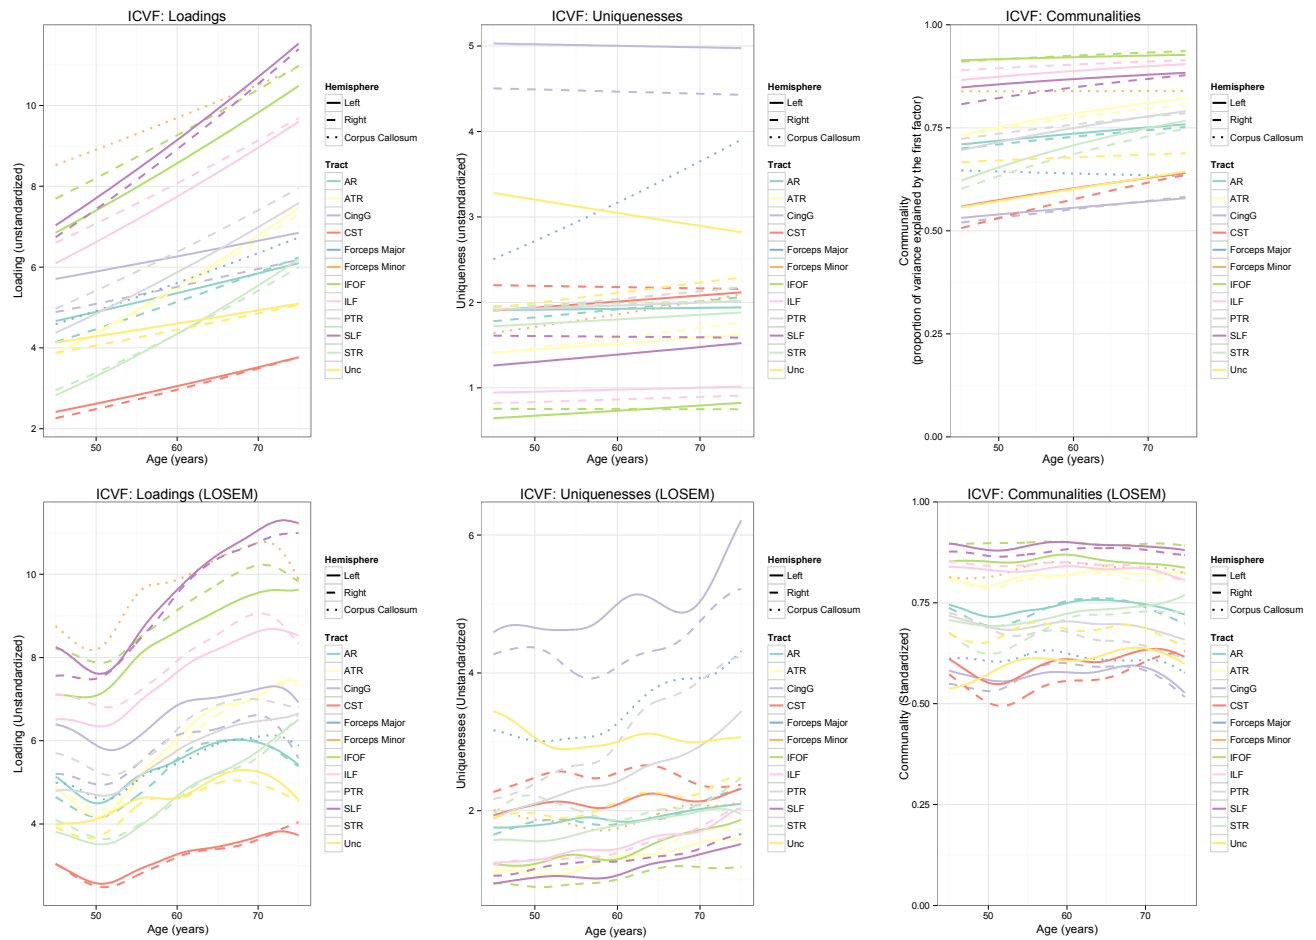 ICVF: Loadings
Loading (unstandardized)
10
8
6
4
2
50
60
70
Age (years)
Hemisphere
Left
Right
Corpus Callosum
Tract
AR
ATR
CingG
CST
Forceps Major
Forceps Minor
IFOF
ILF
PTR
SLF
STR
Unc
ICVF: Uniquenesses
Uniqueness (unstandardized)
5
4
3
2
1
50
60
70
Age (years)
Hemisphere
Left
Right
Corpus Callosum
Tract
AR
ATR
CingG
CST
Forceps Major
Forceps Minor
IFOF
ILF
PTR
SLF
STR
Unc
ICVF: Communalities
Communality
(proportion of variance explained by the first factor)
1.00
0.75
0.50
0.25
0.00
50
60
70
Age (years)
Hemisphere
Left
Right
Corpus Callosum
Tract
AR
ATR
CingG
CST
Forceps Major
Forceps Minor
IFOF
ILF
PTR
SLF
STR
Unc
ICVF: Loadings (LOSEM)
Loading (Unstandardized)
10
8
6
4
50
60
70
Age (years)
Hemisphere
Left
Right
Corpus Callosum
Tract
AR
ATR
CingG
CST
Forceps Major
Forceps Minor
IFOF
ILF
PTR
SLF
STR
Unc
ICVF: Uniquenesses (LOSEM)
Uniquenesses (Unstandardized)
6
4
2
50
60
70
Age (years)
Hemisphere
Left
Right
Corpus Callosum
Tract
AR
ATR
CingG
CST
Forceps Major
Forceps Minor
IFOF
ILF
PTR
SLF
STR
Unc
ICVF: Communalities (LOSEM)
Communality (Standardized)
1.00
0.75
0.50
0.25
0.00
50
60
70
Age (years)
Hemisphere
Left
Right
Corpus Callosum
Tract
AR
ATR
CingG
CST
Forceps Major
Forceps Minor
IFOF
ILF
PTR
SLF
STR
Unc